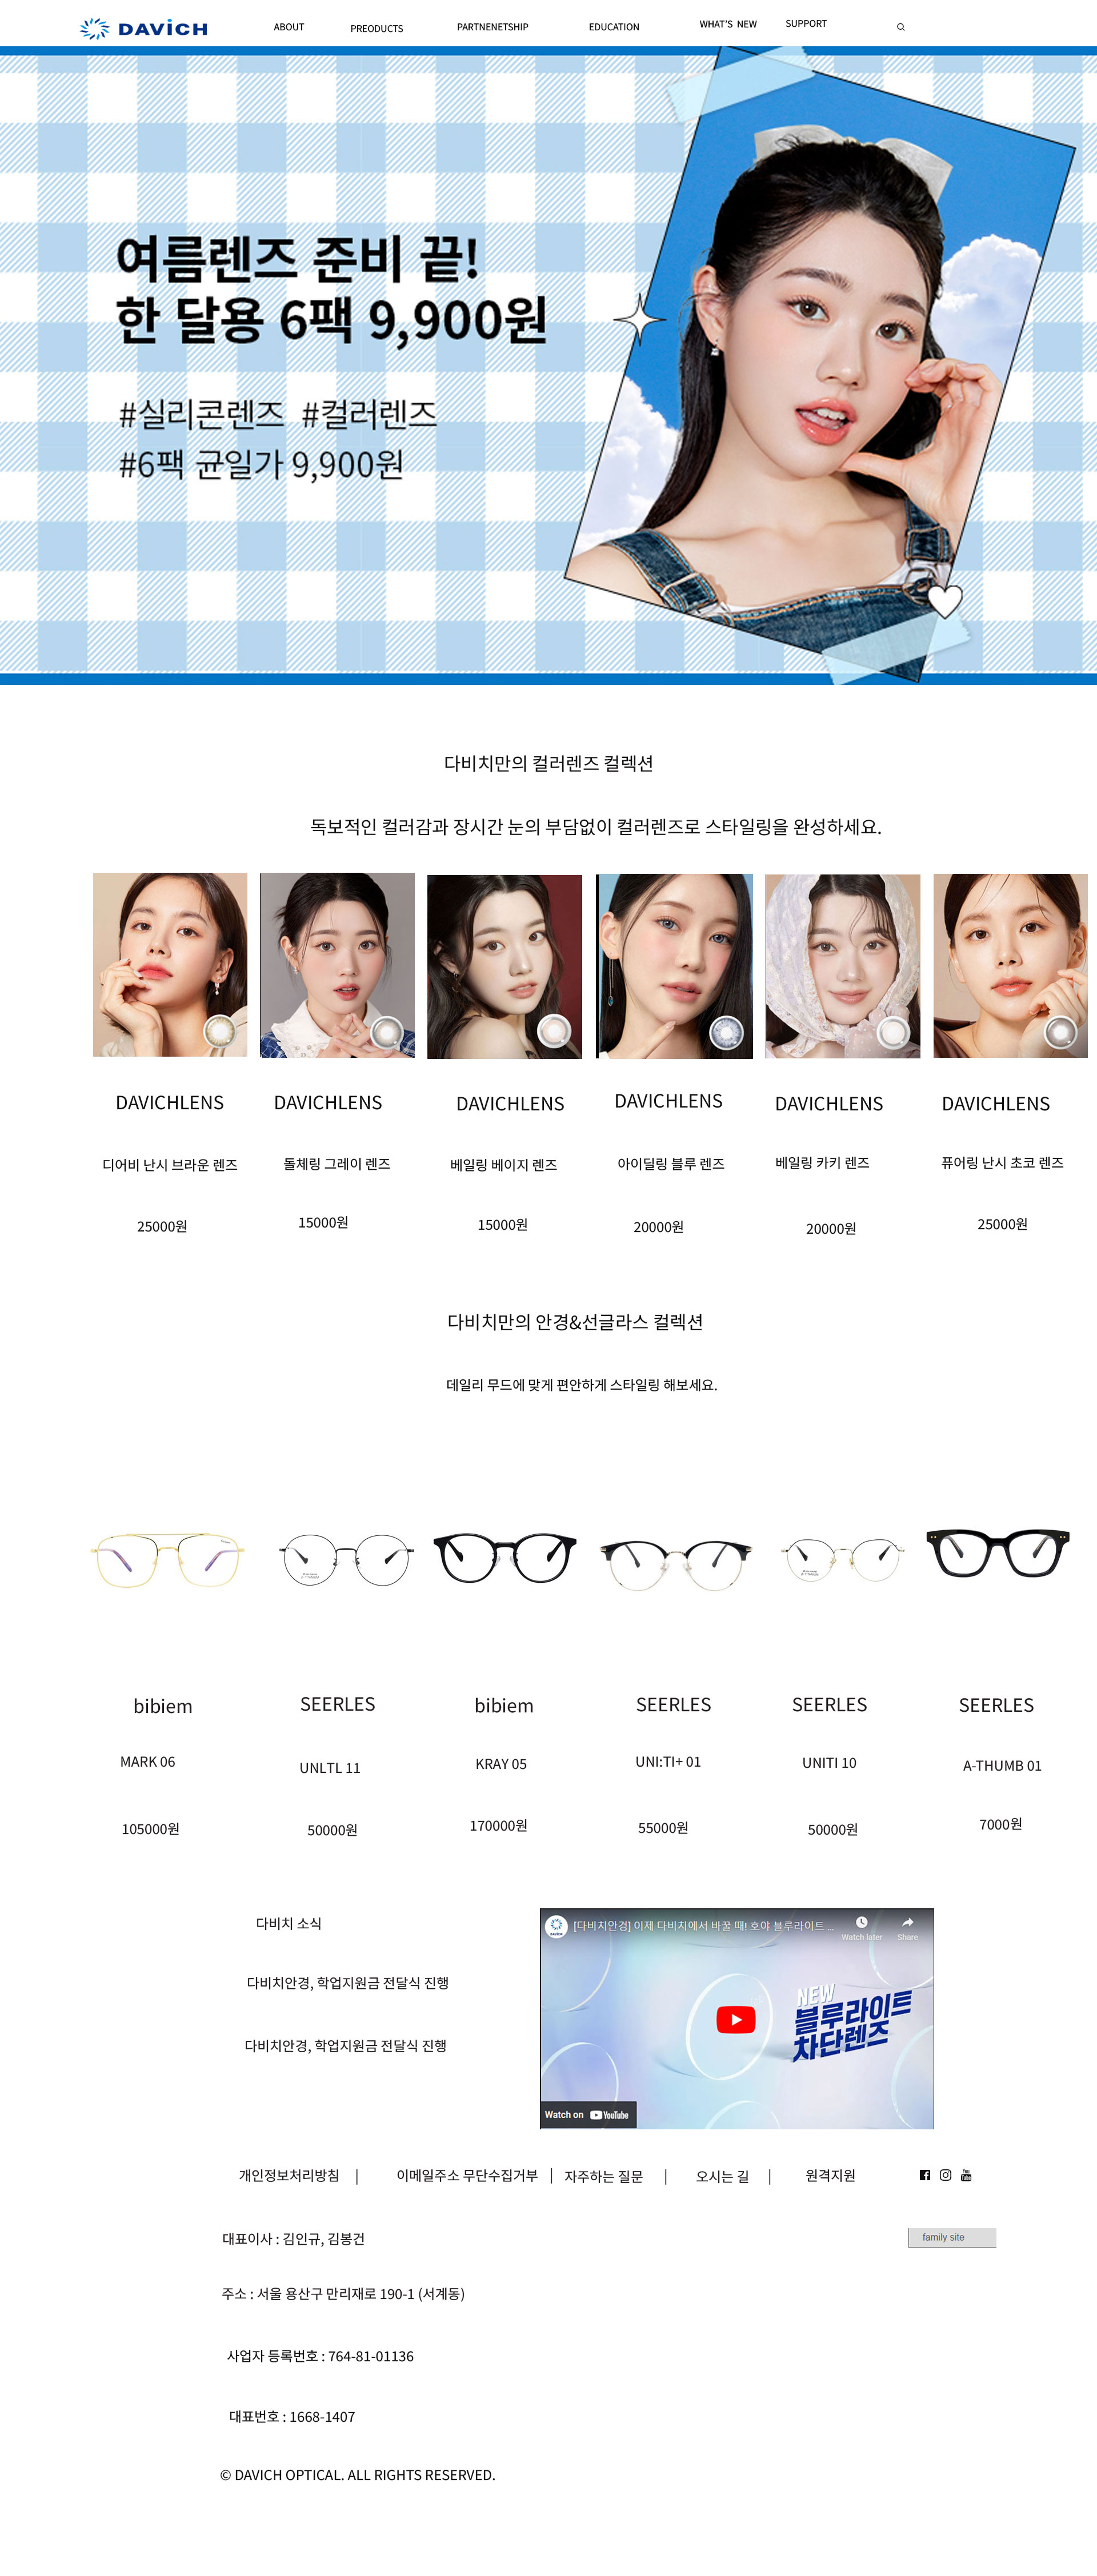 DAVICH
ABOUT
PREODUCTS
PARTNENETSHIP
EDUCATION
WHAT'S NEW
SUPPORT
여름렌즈 준비 끝!
한 달용 6팩 9,900원
#실리콘렌즈 #컬러렌즈
#6팩 균일가 9,900원
다비치만의 컬러렌즈 컬렉션
독보적인 컬러감과 장시간 눈의 부담없이 컬러렌즈로 스타일링을 완성하세요.
DAVICHLENS
DAVICHLENS
DAVICHLENS
DAVICHLENS
DAVICHLENS
DAVICHLENS
디어비 난시 브라운 렌즈
돌체링 그레이 렌즈
베일링 베이지 렌즈
아이딜링 블루 렌즈
베일링 카키 렌즈
퓨어링 난시 초코 렌즈
25000원
15000원
15000원
20000원
20000원
25000원
다비치만의 안경&선글라스 컬렉션
데일리 무드에 맞게 편안하게 스타일링 해보세요.
bibiem
SEERLES
bibiem
SEERLES
SEERLES
SEERLES
MARK 06
UNLTL 11
KRAY 05
UNI:TI+ 01
UNITI 10
A-THUMB 01
105000원
50000원
170000원
55000원
50000원
7000원
다비치 소식
다비치안경, 학업지원금 전달식 진행
다비치안경, 학업지원금 전달식 진행
[다비치안경] 이제 다비치에서 바꿀 때! 호야 블루라이트 ...
Watch later
Share
NEW
블루라이트
차단렌즈
Watch on YouTube
개인정보처리방침 |
이메일주소 무단수집거부 |
자주하는 질문 |
오시는 길 |
원격지원
대표이사 : 김인규, 김봉건
family site
주소 : 서울 용산구 만리재로 190-1 (서계동)
사업자 등록번호 : 764-81-01136
대표번호 : 1668-1407
© DAVICH OPTICAL. ALL RIGHTS RESERVED.